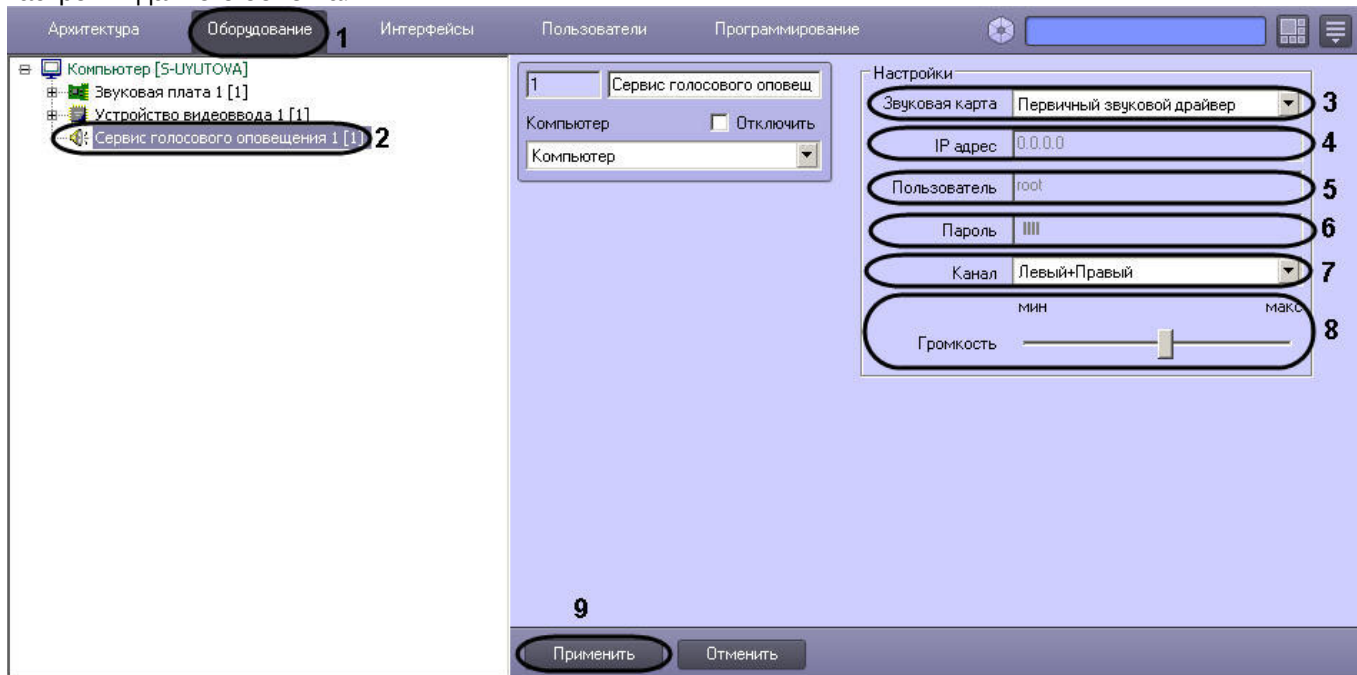 Архитектура Оборудование 1 Интерфейсы Пользователи Программирование
Компьютер [S-UYUTOVA]
Звуковая плата 1 [1]
Устройство видеоввода 1 [1]
Сервис голосового оповещения 1 [1] 2
1 Сервис голосового оповещ
Компьютер Отключить
Компьютер
Настройки
Звуковая карта Первичный звуковой драйвер 3
IP адрес 0.0.0.0 4
Пользователь root 5
Пароль 6
Канал Левый+Правый 7
мин макс
Громкость 8
9
Применить Отменить